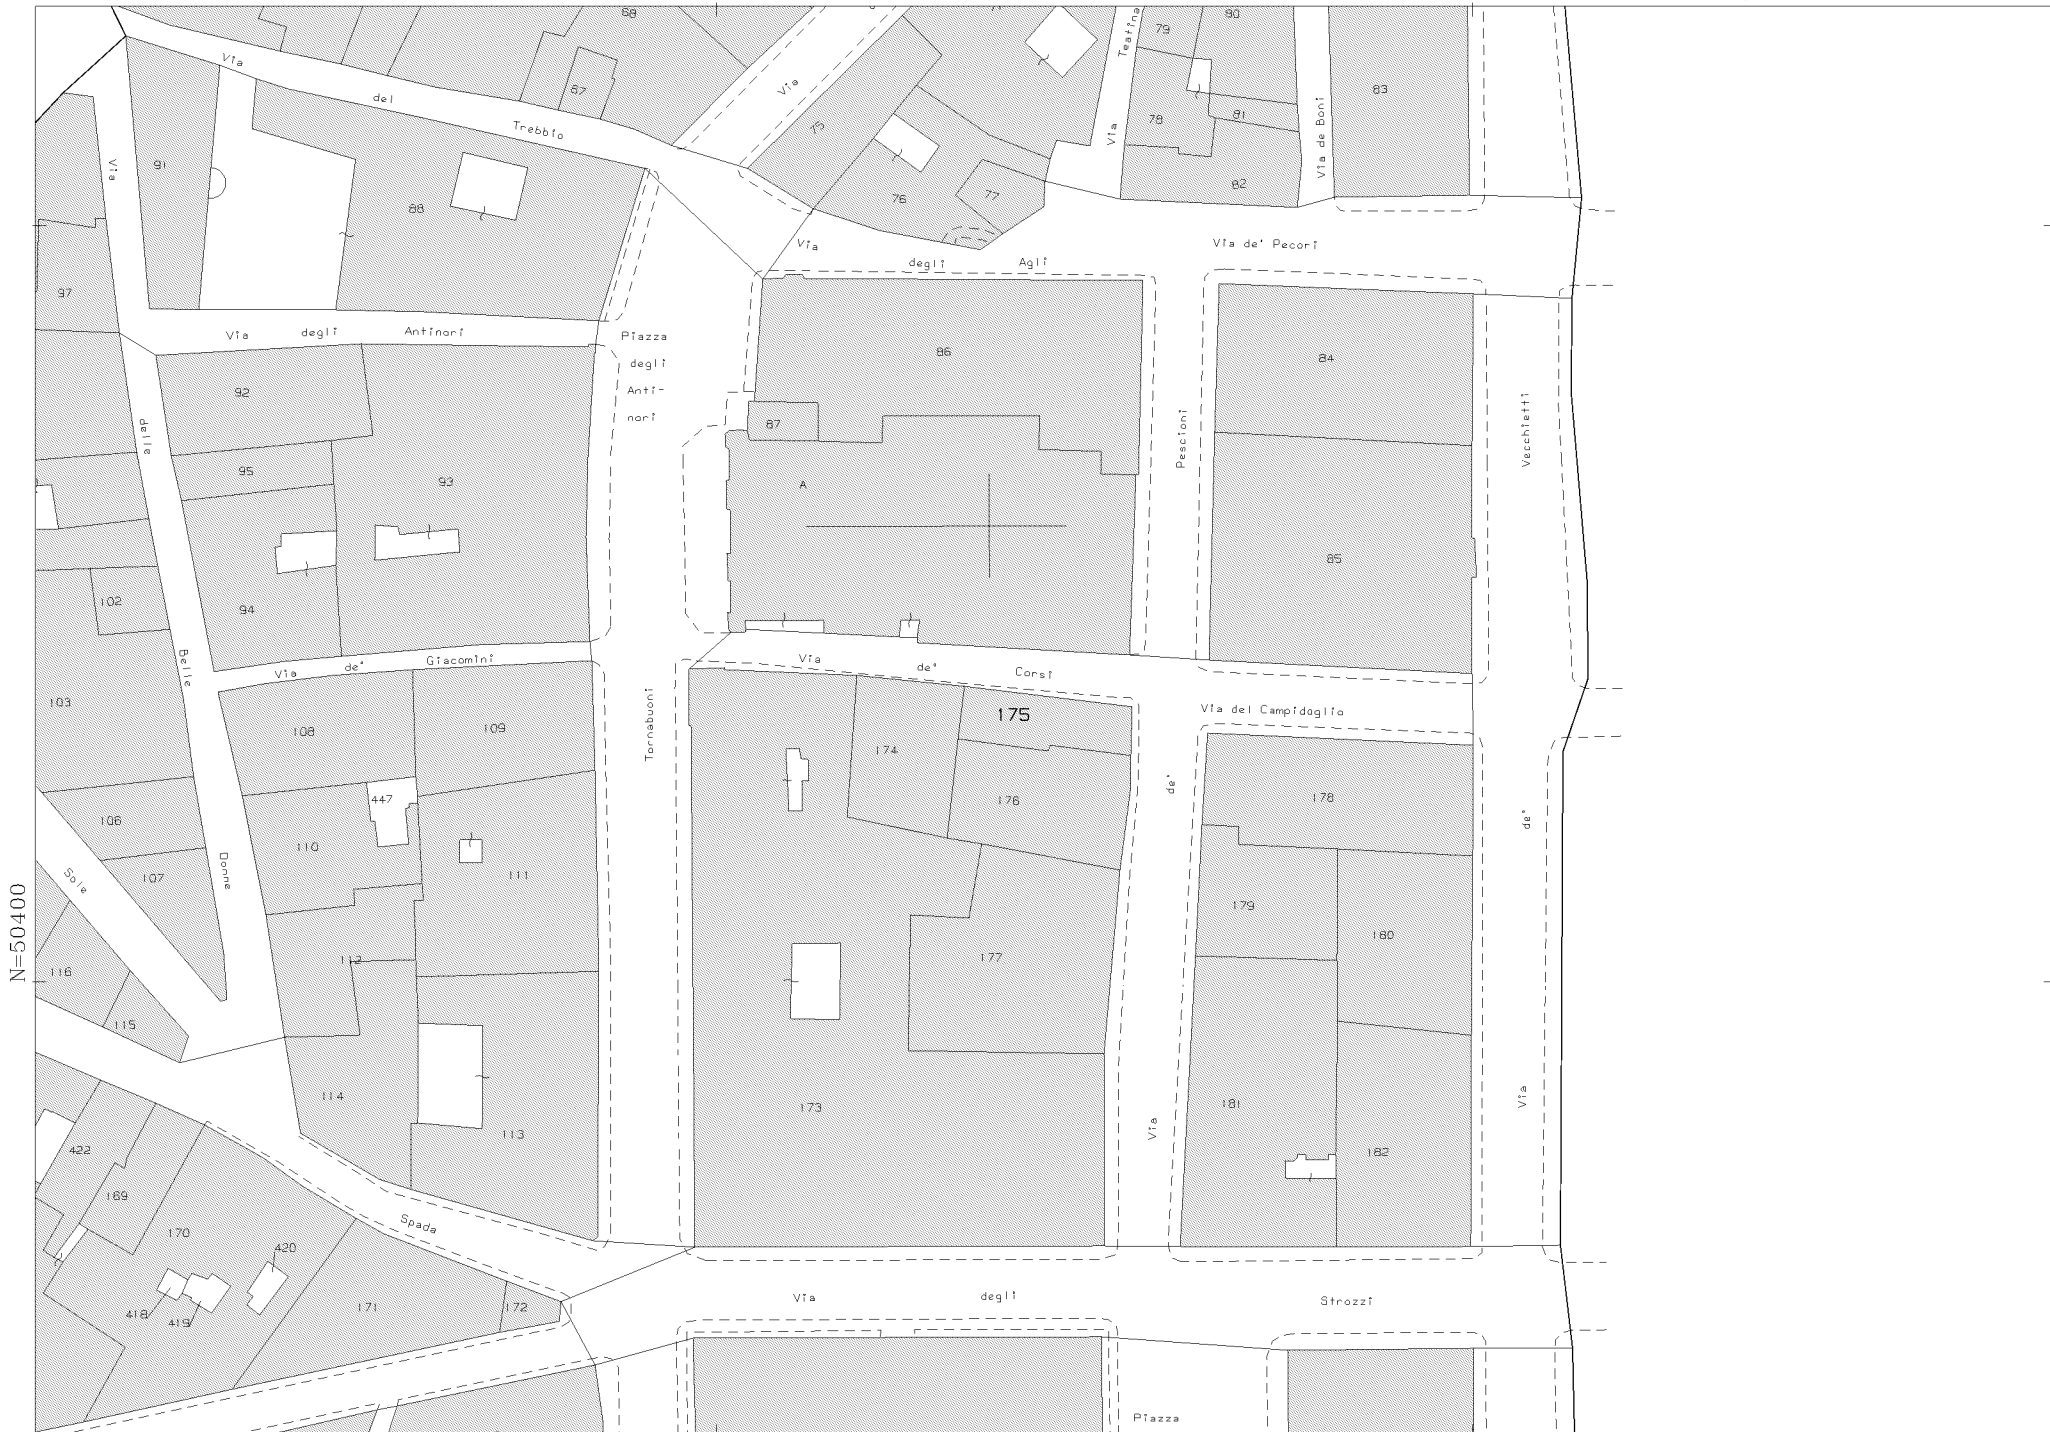 68
79
80
Teatina
Via
del
Trebbio
67
Via
75
Via
78
81
Via de Boni
83
91
Via
88
76
77
82
97
Via
degli
Agli
Via de' Pecori
Via
degli
Antinori
Piazza
degli
Anti-
nori
86
84
92
87
delle
95
93
A
Pescioni
Vecchietti
94
102
85
Belle
Via
de'
Giacomini
Via
de'
Corsi
103
Tornabuoni
108
109
174
175
Via del Campidoglio
447
176
de'
178
de'
106
110
Sole
107
Donne
111
N=50400
179
180
116
112
177
115
114
113
173
181
Via
Via
422
182
169
170
Spada
420
418
419
171
172
Via
degli
Strozzi
Piazza